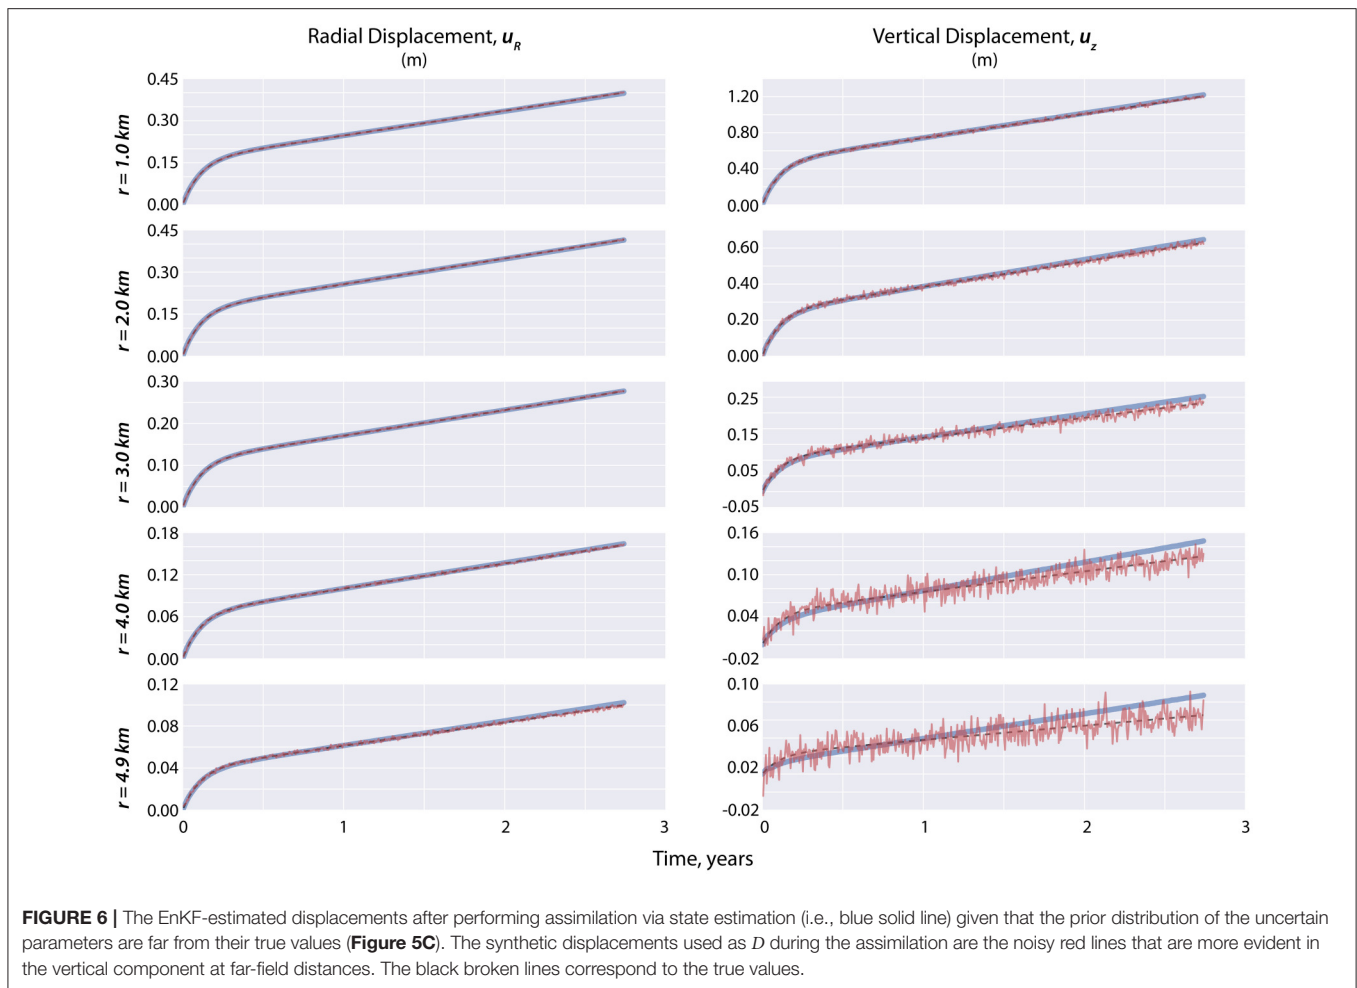 Radial Displacement, uR
(m)
Vertical Displacement, uz
(m)
r = 1.0 km
0.45
0.30
0.15
0.00
1.20
0.80
0.40
0.00
r = 2.0 km
0.45
0.30
0.15
0.00
0.60
0.40
0.20
0.00
r = 3.0 km
0.30
0.20
0.10
0.00
0.25
0.15
0.05
-0.05
r = 4.0 km
0.18
0.12
0.06
0.00
0.16
0.10
0.04
-0.02
r = 4.9 km
0.12
0.08
0.04
0.00
0.10
0.06
0.02
-0.02
0 1 2 3
0 1 2 3
Time, years
FIGURE 6 | The EnKF-estimated displacements after performing assimilation via state estimation (i.e., blue solid line) given that the prior distribution of the uncertain
parameters are far from their true values (Figure 5C). The synthetic displacements used as D during the assimilation are the noisy red lines that are more evident in
the vertical component at far-field distances. The black broken lines correspond to the true values.